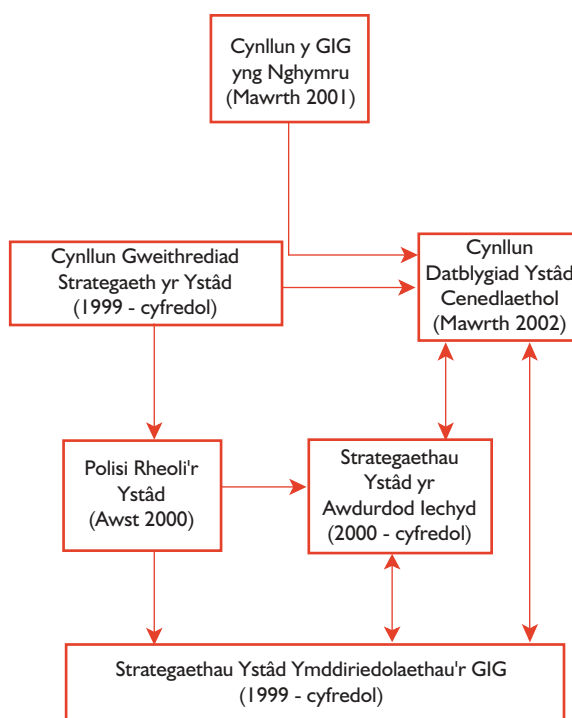 Cynllun y GIG
yng Nghymru
(Mawrth 2001)
Cynllun Gweithrediad
Strategaeth yr Ystâd
(1999 - cyfredol)
Cynllun
Datblygiad Ystâd
Cenedlaethol
(Mawrth 2002)
Polisi Rheoli'r
Ystâd
(Awst 2000)
Strategaethau
Ystâd yr
Awdurdod Iechyd
(2000 - cyfredol)
Strategaethau Ystâd Ymddiriedolaethau'r GIG
(1999 - cyfredol)